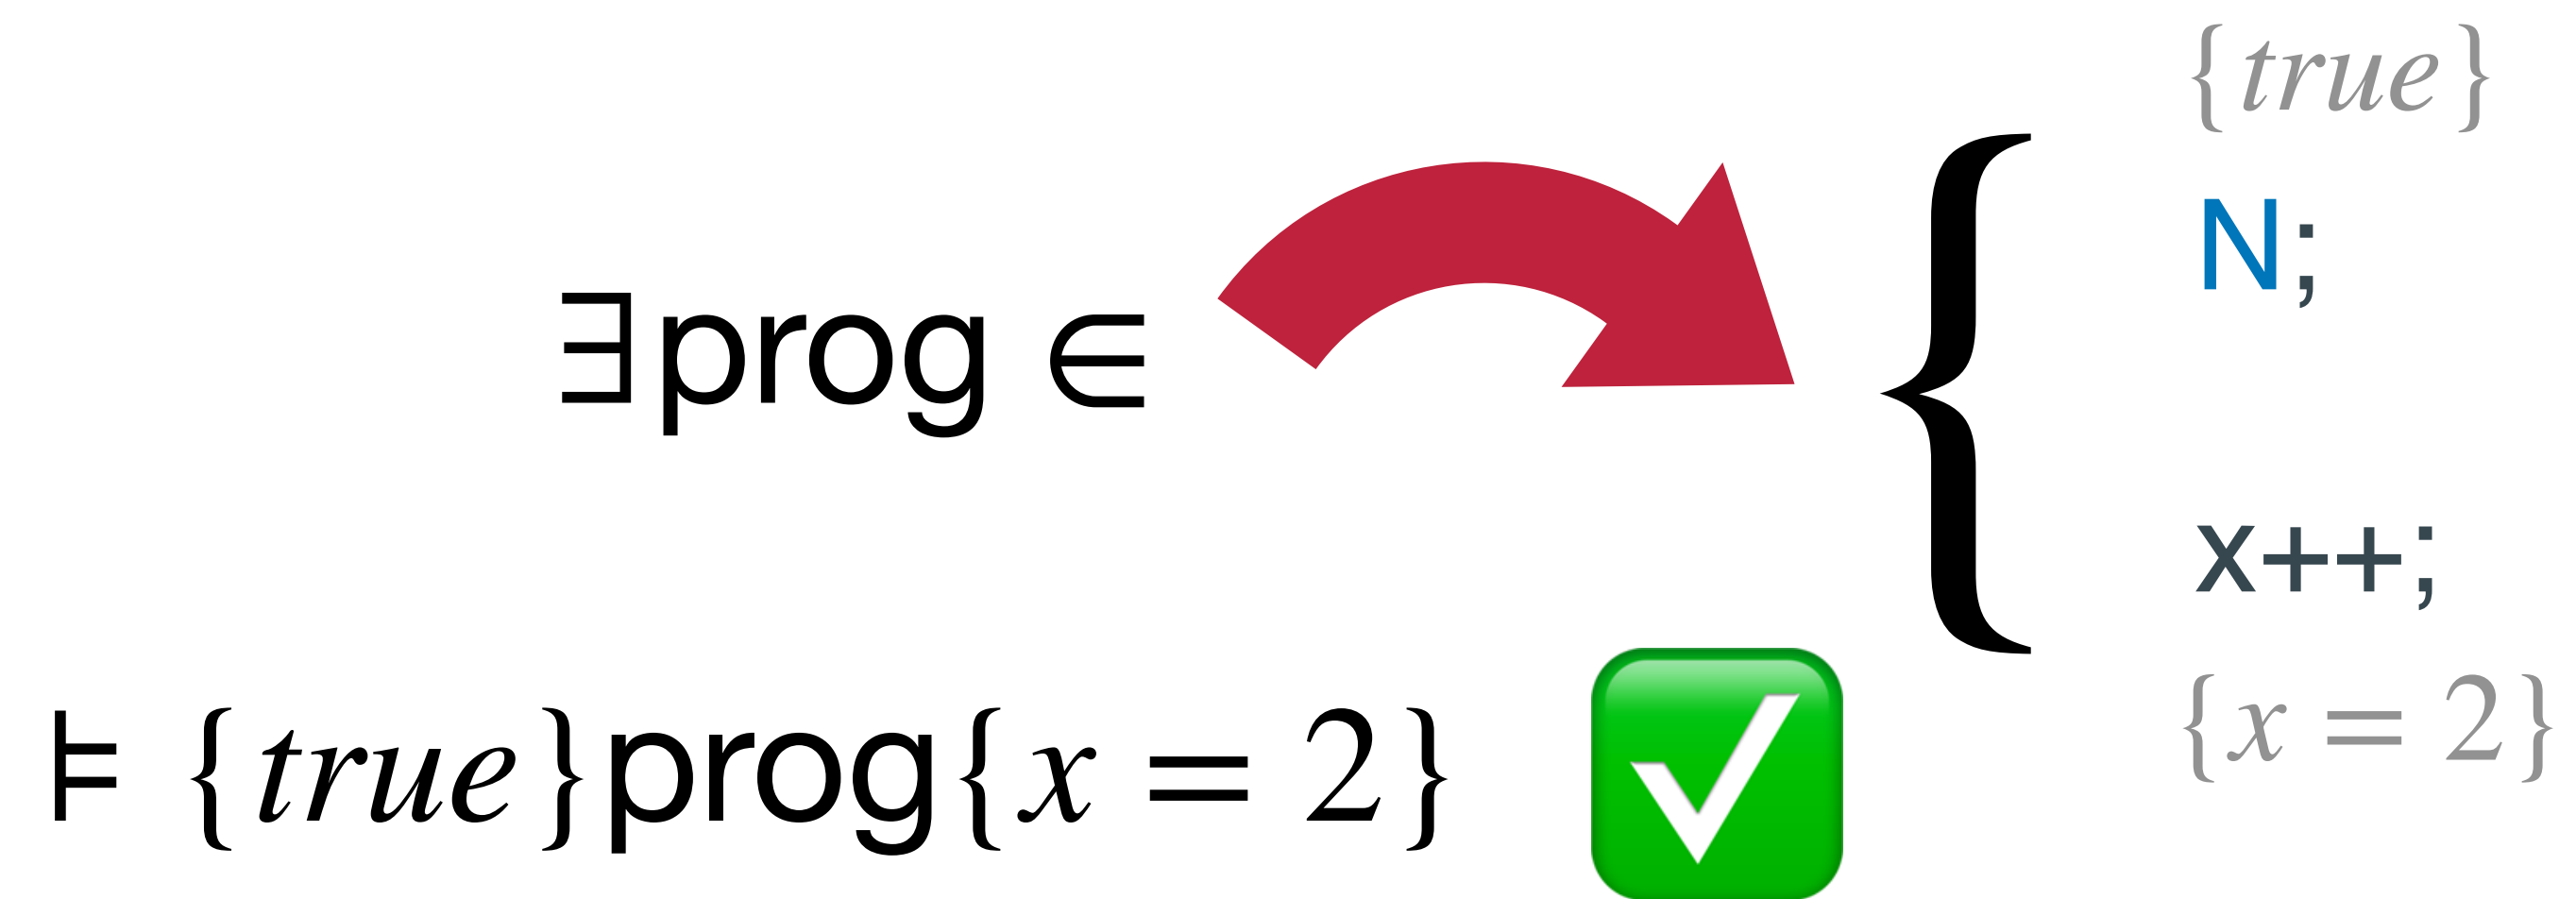 ∃prog ∈
{true}
N;
x++;
{x = 2}
⊨ {true}prog{x = 2}